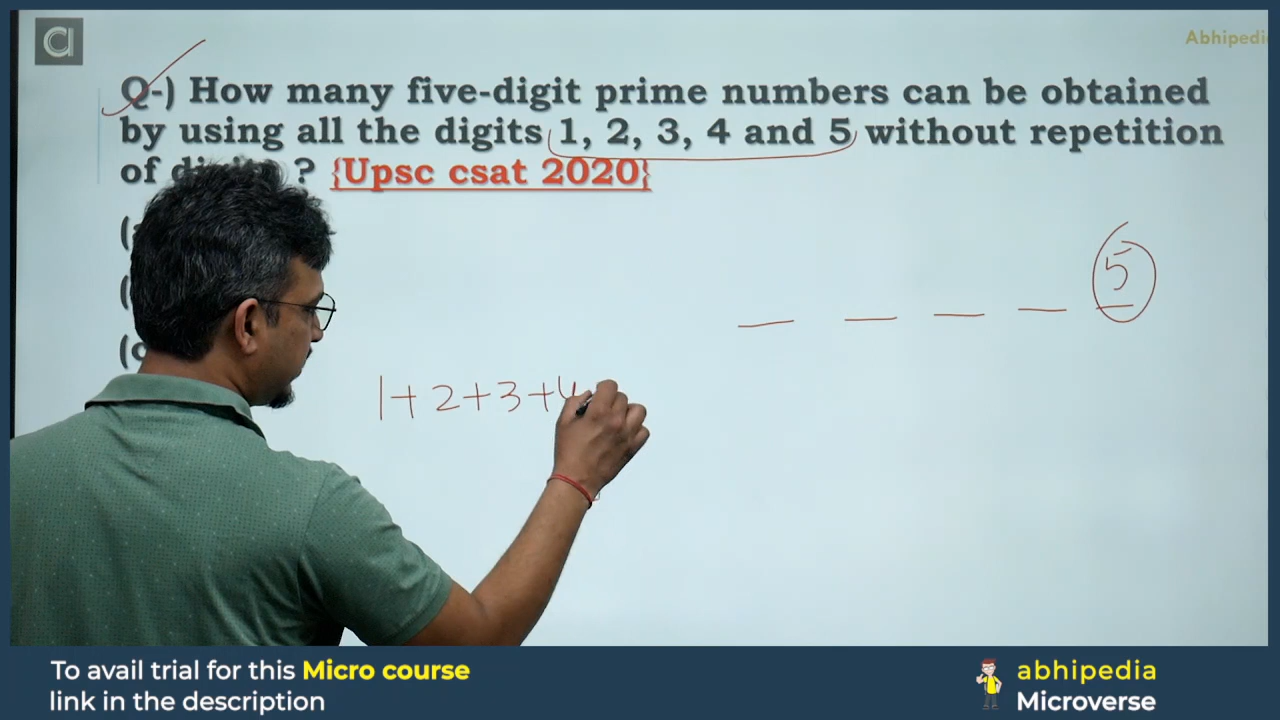 Abhipedi
Q-) How many five-digit prime numbers can be obtained
by using all the digits 1, 2, 3, 4 and 5 without repetition
of ? {Upsc csat 2020}
5
1+2+3+4
To avail trial for this Micro course
link in the description
abhipedia
Microverse